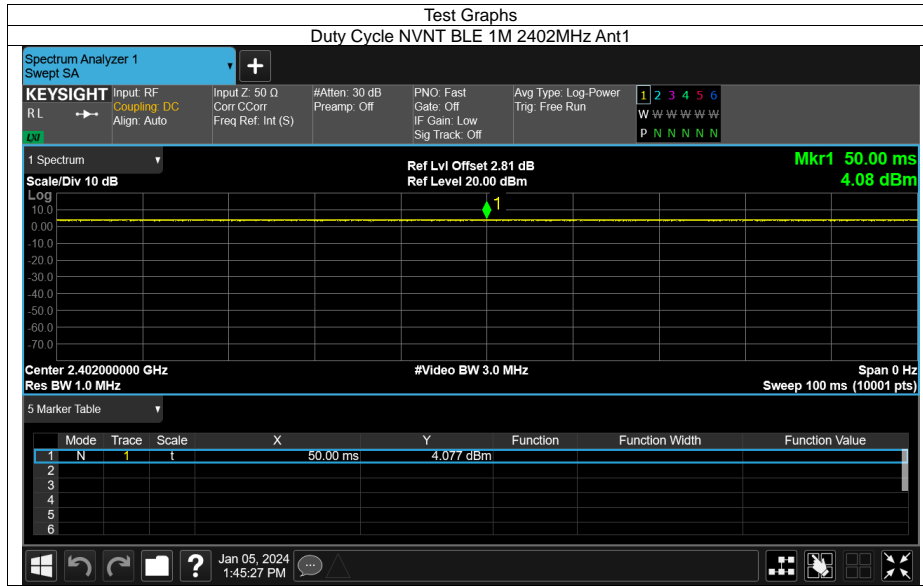 Test Graphs
Duty Cycle NVNT BLE 1M 2402MHz Ant1
Spectrum Analyzer 1
Swept SA
+
KEYSIGHT Input: RF Input Z: 50 Ω #Atten: 30 dB PNO: Fast Avg Type: Log-Power 1 2 3 4 5 6
RL Coupling: DC Corr CCorr Preamp: Off Gate: Off Trig: Free Run W W W W W W
Align: Auto Freq Ref: Int (S) IF Gain: Low
LXI Sig Track: Off P N N N N N
1 Spectrum Ref Lvl Offset 2.81 dB Mkr1 50.00 ms
Scale/Div 10 dB Ref Level 20.00 dBm 4.08 dBm
Log
1
10.0
0.00
-10.0
-20.0
-30.0
-40.0
-50.0
-60.0
-70.0
Center 2.402000000 GHz #Video BW 3.0 MHz Span 0 Hz
Res BW 1.0 MHz Sweep 100 ms (10001 pts)
5 Marker Table
Mode Trace Scale X Y Function Function Width Function Value
1 N 1 t 50.00 ms 4.077 dBm
2
3
4
5
6
? Jan 05, 2024
1:45:27 PM